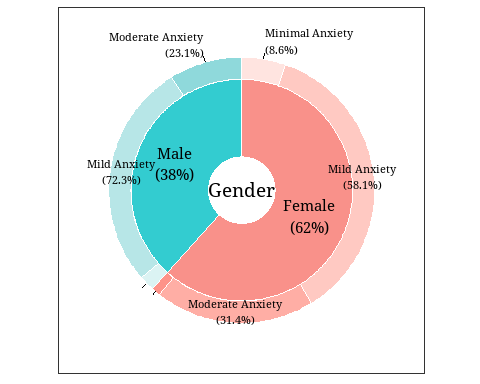 Minimal Anxiety
(8.6%)
Moderate Anxiety
(23.1%)
Male
(38%)
Mild Anxiety
(72.3%)
Gender
Mild Anxiety
(58.1%)
Female
(62%)
Moderate Anxiety
(31.4%)